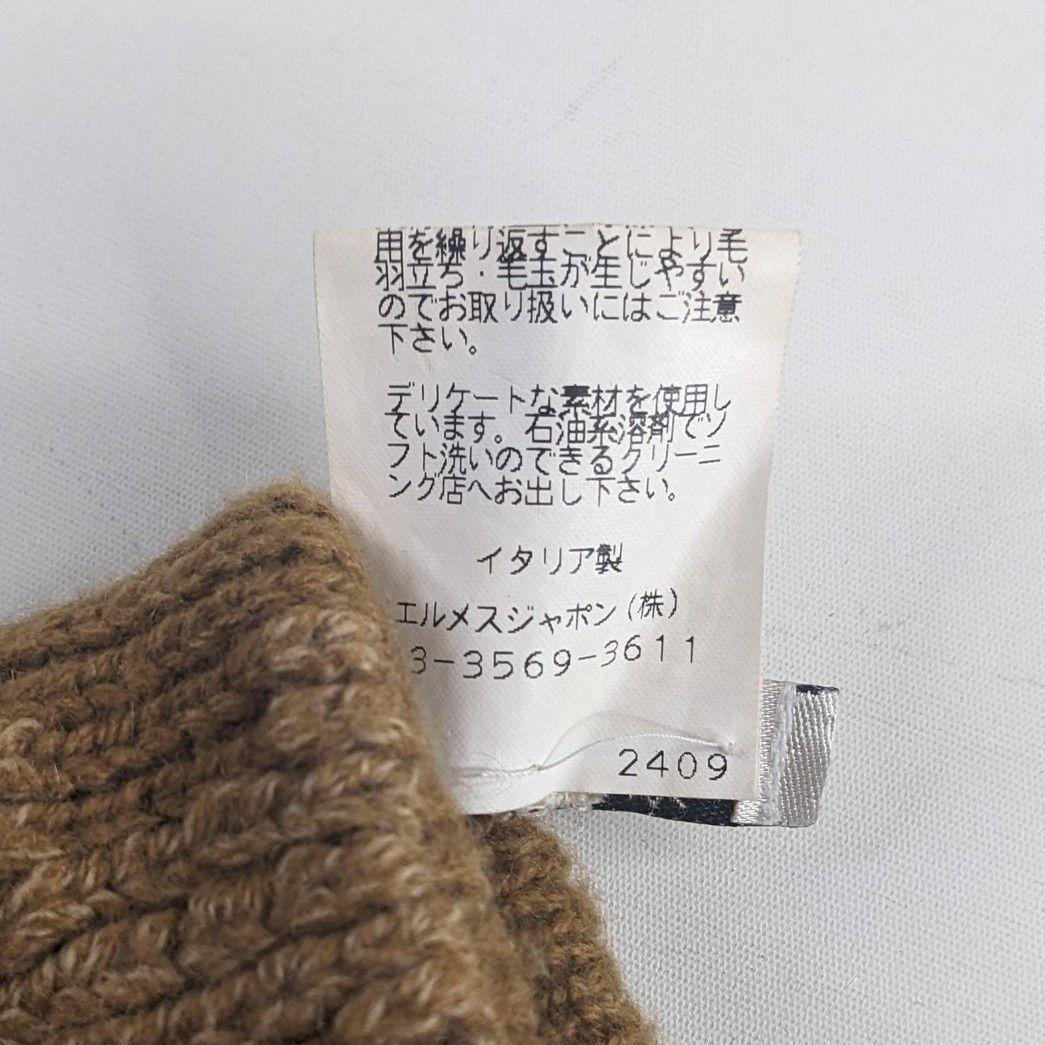 用を繰り返すことにより毛
羽立ち・毛玉が生じやすい
のでお取り扱いにはご注意
下さい。
デリケートな素材を使用し
ています。石油系溶剤でソ
フト洗いのできるクリーニ
ング店へお出し下さい。
イタリア製
エルメスジャポン(株)
3-3569-3611
2409